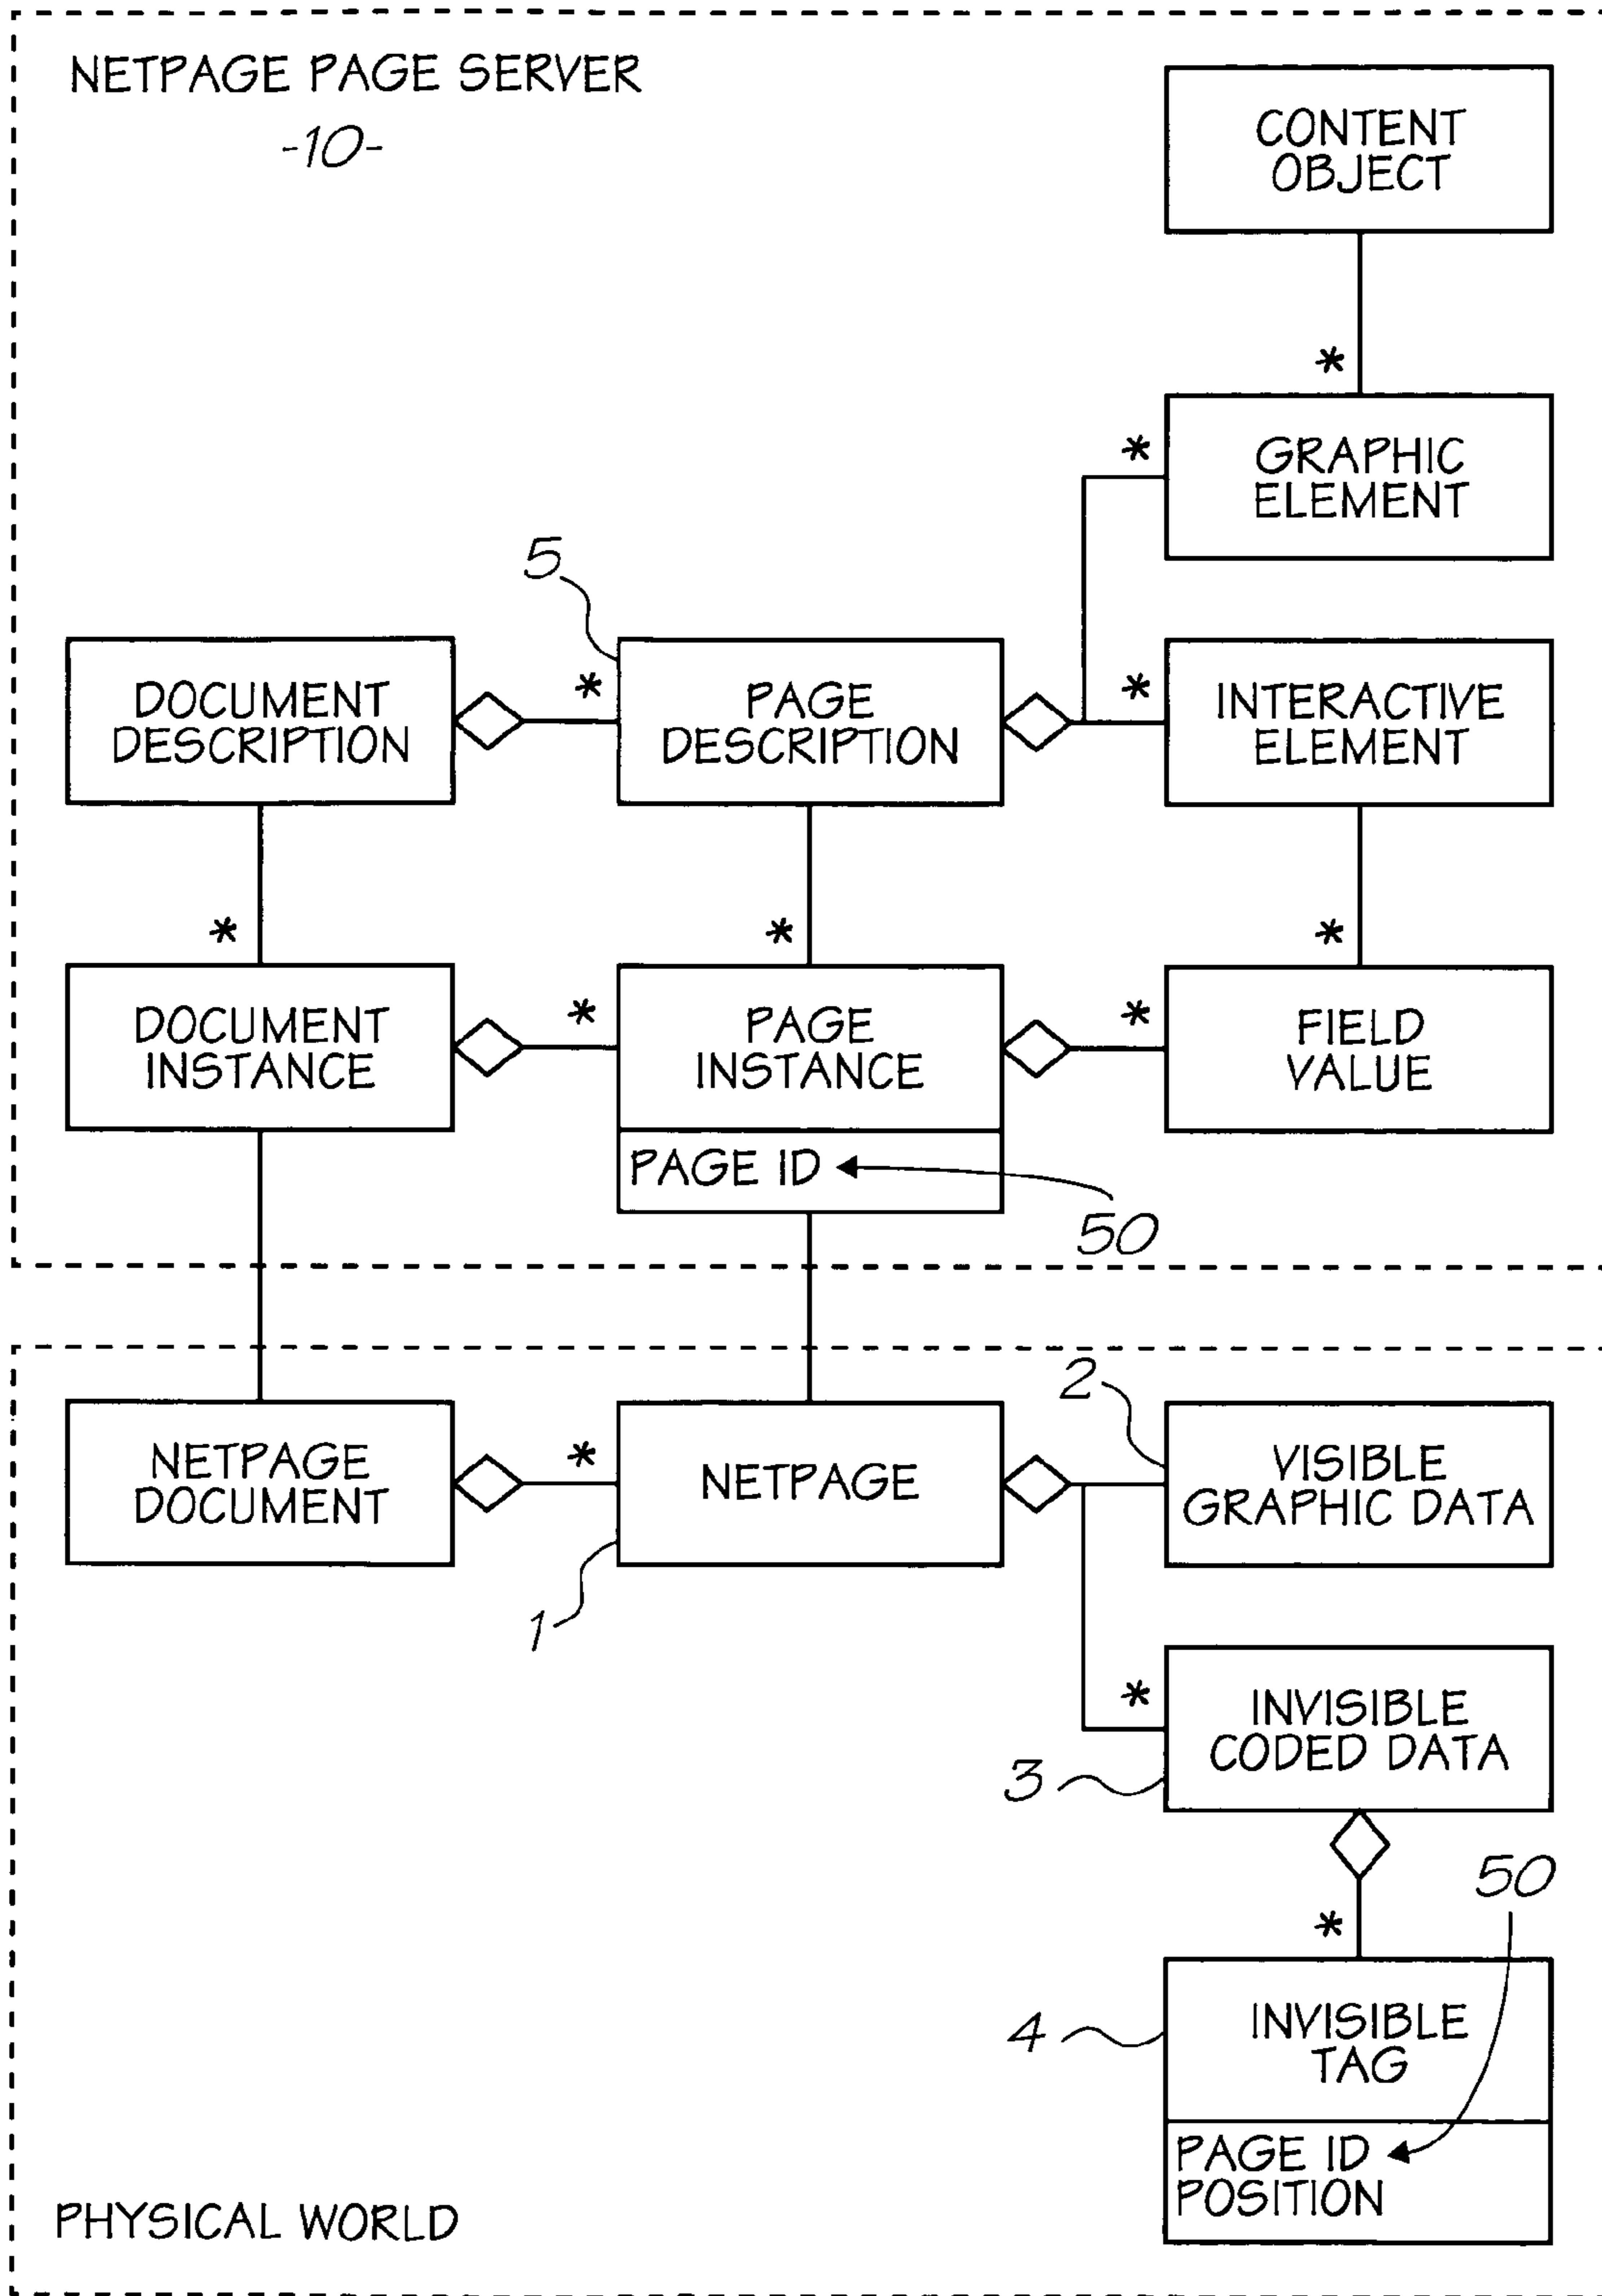 NETPAGE PAGE SERVER
-10-
CONTENT
OBJECT
*
*
GRAPHIC
ELEMENT
5
DOCUMENT
DESCRIPTION
*
PAGE
DESCRIPTION
*
INTERACTIVE
ELEMENT
*
*
*
DOCUMENT
INSTANCE
*
PAGE
INSTANCE
*
FIELD
VALUE
PAGE ID
50
NETPAGE
DOCUMENT
*
NETPAGE
1
2
VISIBLE
GRAPHIC DATA
*
INVISIBLE
CODED DATA
3
50
*
4
INVISIBLE
TAG
PAGE ID
POSITION
PHYSICAL WORLD